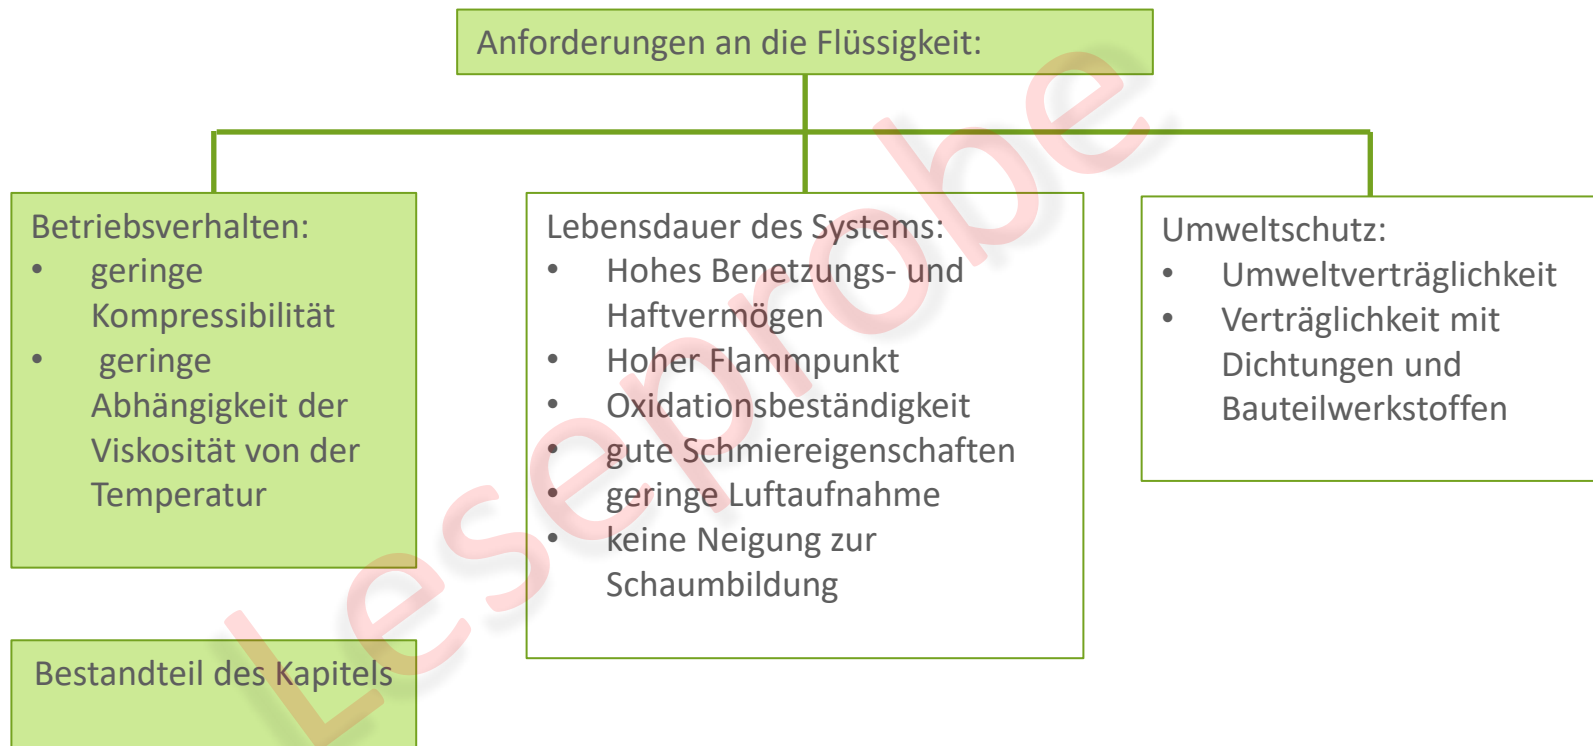 Anforderungen an die Flüssigkeit:
Betriebsverhalten:
• geringe
Kompressibilität
• geringe
Abhängigkeit der
Viskosität von der
Temperatur
Lebensdauer des Systems:
• Hohes Benetzungs- und
Haftvermögen
• Hoher Flammpunkt
• Oxidationsbeständigkeit
• gute Schmiereigenschaften
• geringe Luftaufnahme
• keine Neigung zur
Schaumbildung
Umweltschutz:
• Umweltverträglichkeit
• Verträglichkeit mit
Dichtungen und
Bauteilwerkstoffen
Bestandteil des Kapitels
Leseprobe